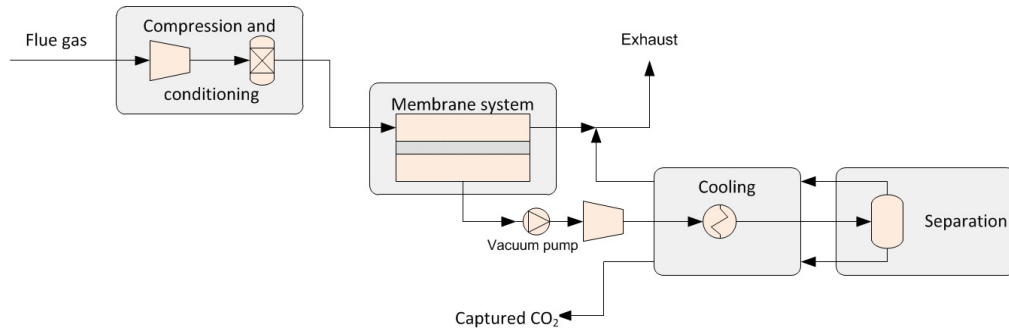 Compression and
Flue gas
conditioning
Exhaust
Membrane system
Cooling
Separation
Vacuum pump
Captured CO₂